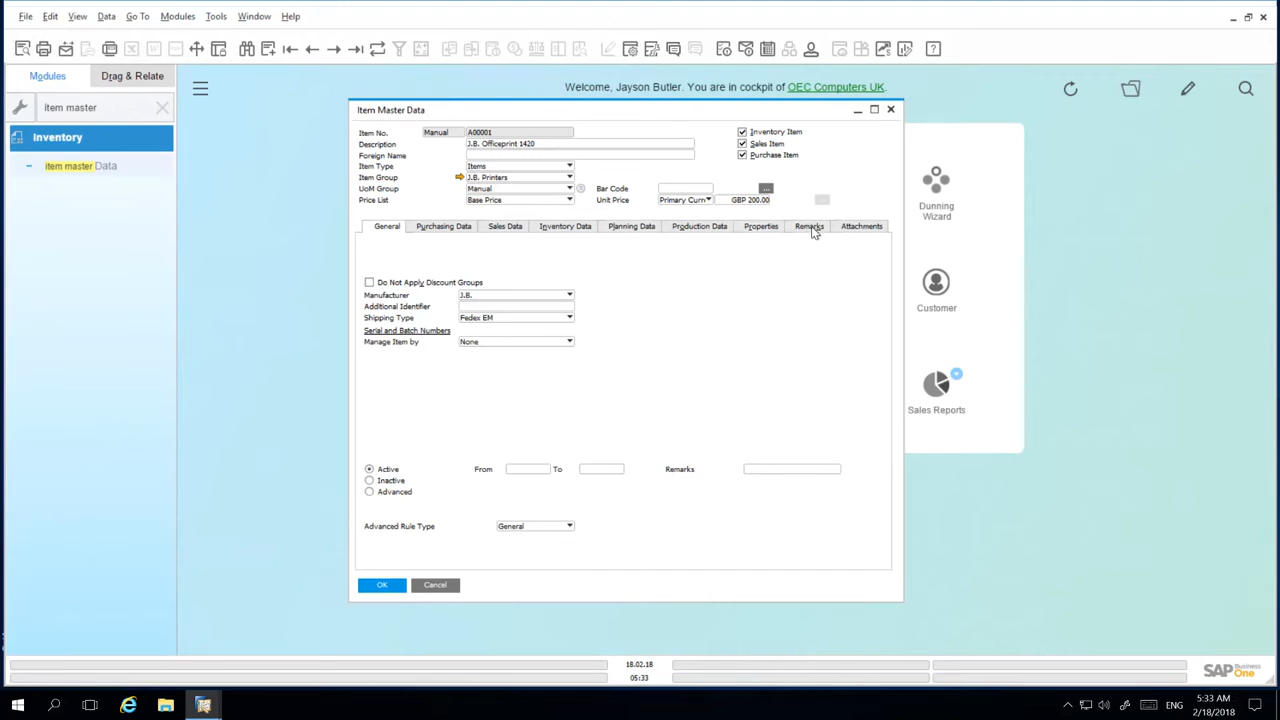 File Edit View Data Go To Modules Tools Window Help
Modules Drag & Relate
item master
Inventory
item master Data
Welcome, Jayson Butler. You are in cockpit of OEC Computers UK.
Item Master Data
Item No. Manual A00001
Inventory Item
Description J.B. Officeprint 1420
Sales Item
Foreign Name
Purchase Item
Item Type Items
Item Group J.B. Printers
UoM Group Manual Bar Code ...
Price List Base Price Unit Price Primary Curr GBP 200.00 ...
General Purchasing Data Sales Data Inventory Data Planning Data Production Data Properties Remarks Attachments
Do Not Apply Discount Groups
Manufacturer J.B.
Additional Identifier
Shipping Type Fedex EM
Serial and Batch Numbers
Manage Item by None
Active From To Remarks
Inactive
Advanced
Advanced Rule Type General
OK Cancel
Dunning
Wizard
Customer
Sales Reports
18.02.18
05:33
SAP Business One
ENG
5:33 AM
2/18/2018